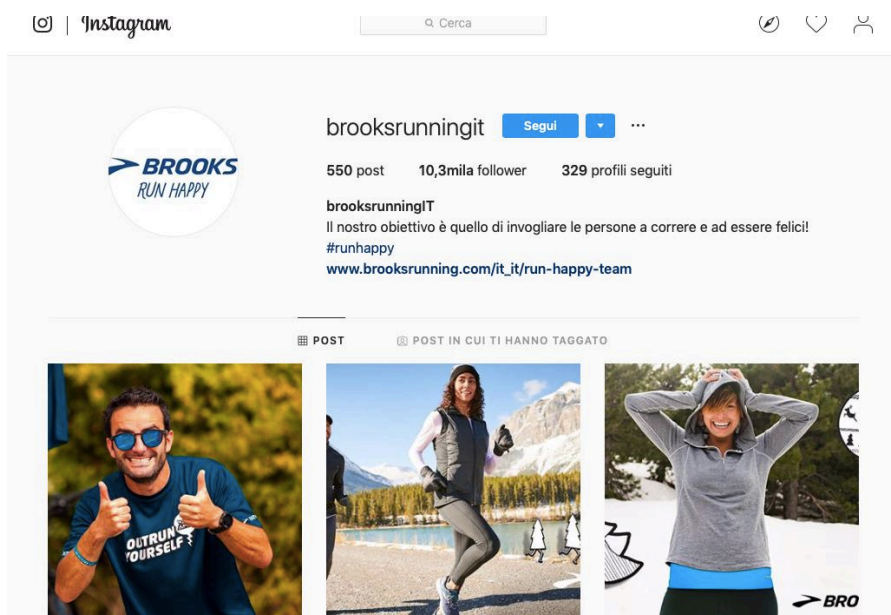 Instagram
Cerca
BROOKS
RUN HAPPY
brooksrunningit Segui ...
550 post 10,3mila follower 329 profili seguiti
brooksrunningIT
Il nostro obiettivo è quello di invogliare le persone a correre e ad essere felici!
#runhappy
www.brooksrunning.com/it_it/run-happy-team
POST POST IN CUI TI HANNO TAGGATO
OUTRUN
YOURSELF
BRO